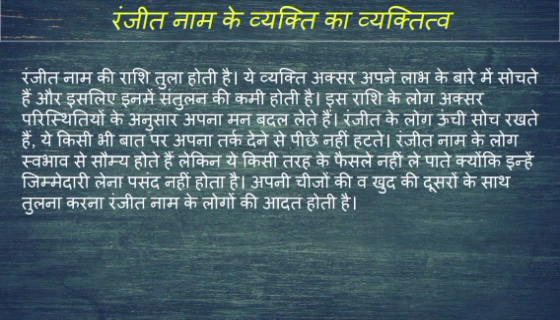 रंजीत नाम के व्यक्ति का व्यक्तित्व
रंजीत नाम की राशि तुला होती है। ये व्यक्ति अक्सर अपने लाभ के बारे में सोचते
हैं और इसलिए इनमें संतुलन की कमी होती है। इस राशि के लोग अक्सर
परिस्थितियों के अनुसार अपना मन बदल लेते हैं। रंजीत के लोग ऊंची सोच रखते
हैं, ये किसी भी बात पर अपना तर्क देने से पीछे नहीं हटते। रंजीत नाम के लोग
स्वभाव से सौम्य होते हैं लेकिन ये किसी तरह के फैसले नहीं ले पाते क्योंकि इन्हें
जिम्मेदारी लेना पसंद नहीं होता है। अपनी चीजों की व खुद की दूसरों के साथ
तुलना करना रंजीत नाम के लोगों की आदत होती है।